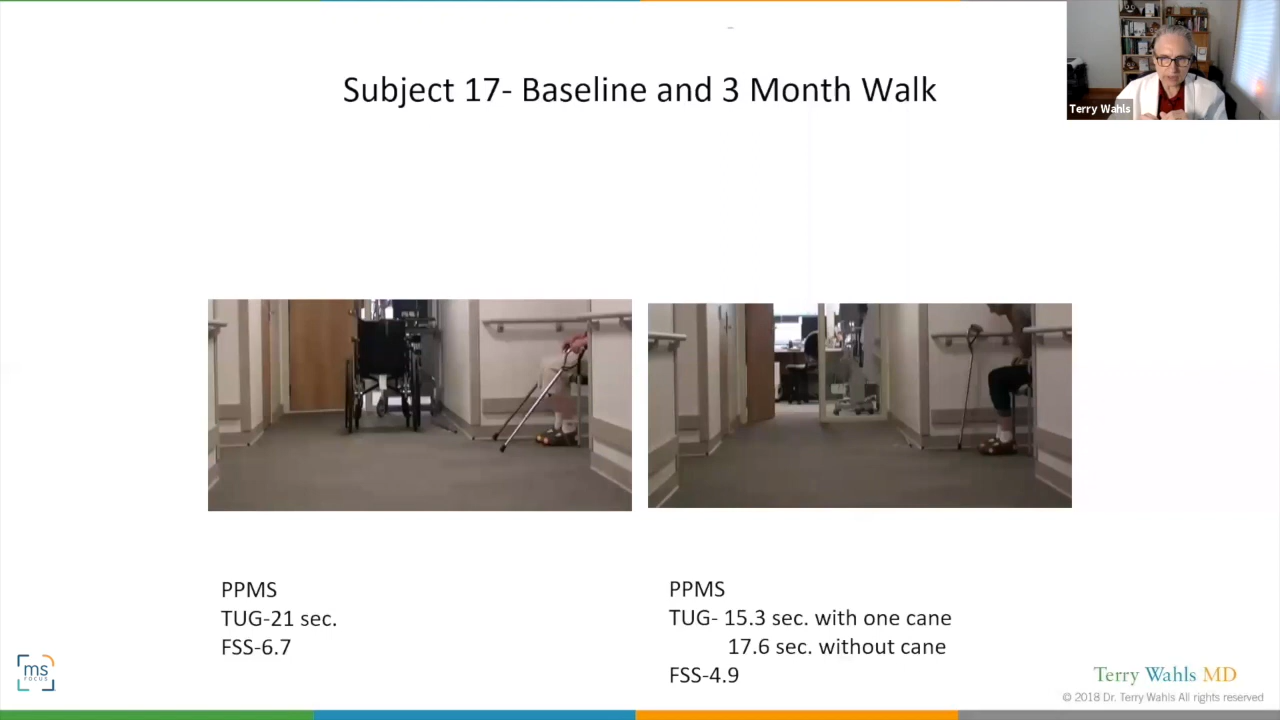 Subject 17- Baseline and 3 Month Walk
Terry Wahls
PPMS
TUG-21 sec.
FSS-6.7
PPMS
TUG- 15.3 sec. with one cane
17.6 sec. without cane
FSS-4.9
ms
FOCUS
Terry Wahls MD
© 2018 Dr. Terry Wahls All rights reserved